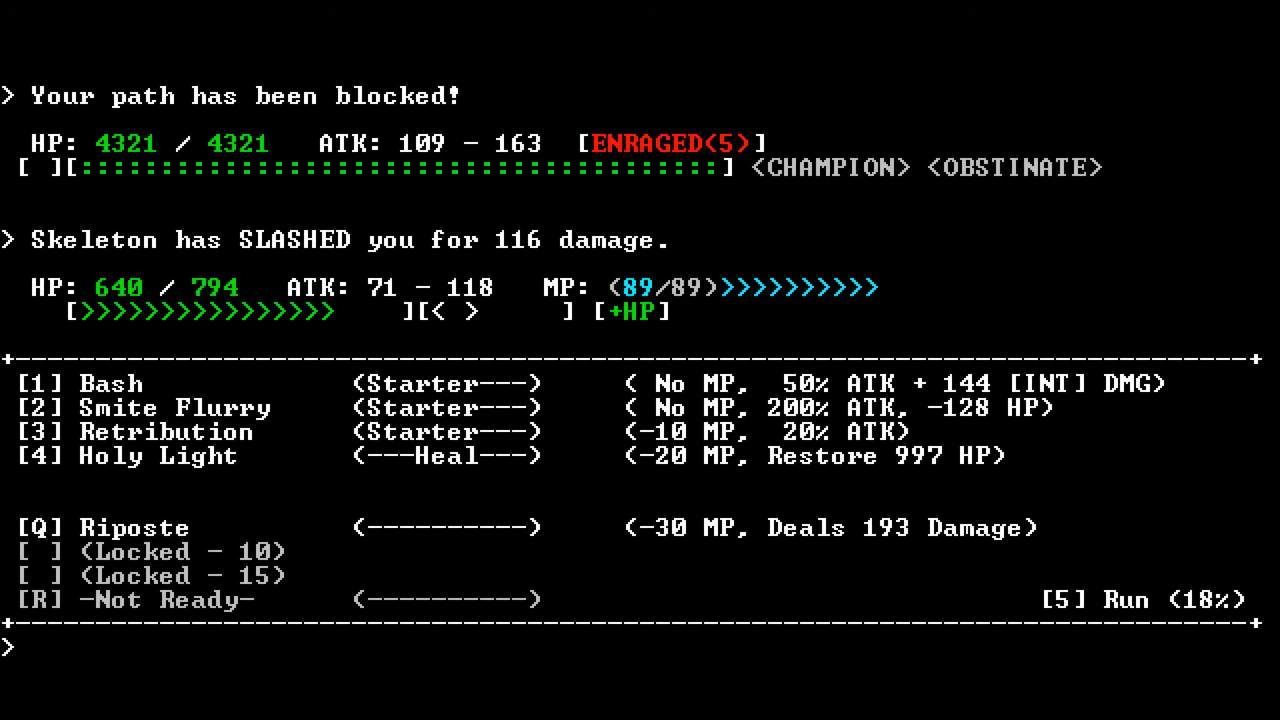 > Your path has been blocked!
HP: 4321 / 4321   ATK: 109 - 163  [ENRAGED(5)]
[ ][::::::::::::::::::::::::::::::::::::::::] <CHAMPION> <OBSTINATE>
> Skeleton has SLASHED you for 116 damage.
HP: 640 / 794   ATK: 71 - 118   MP: (89/89)>>>>>>>>>>
[>>>>>>>>>>>>>>>>    ][< >     ] [+HP]
+------------------------------------------------------------------------------+
[1] Bash             (Starter---)     ( No MP,  50% ATK + 144 [INT] DMG)
[2] Smite Flurry     (Starter---)     ( No MP, 200% ATK, -128 HP)
[3] Retribution      (Starter---)     (-10 MP,  20% ATK)
[4] Holy Light       (---Heal---)     (-20 MP, Restore 997 HP)
[Q] Riposte          (----------)     (-30 MP, Deals 193 Damage)
[ ] (Locked - 10)
[ ] (Locked - 15)
[R] -Not Ready-      (----------)                               [5] Run (18%)
+------------------------------------------------------------------------------+
>